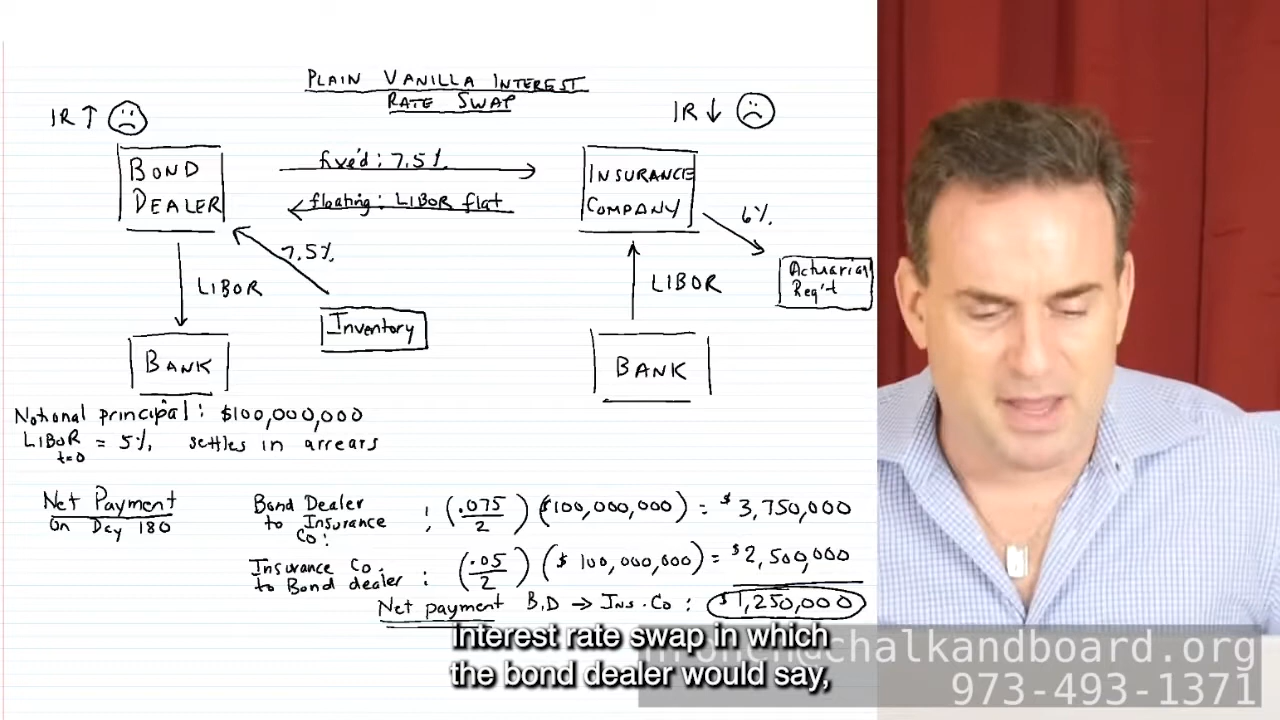 PLAIN VANILLA INTEREST
RATE SWAP
IR ↑
IR ↓
BOND
DEALER
fixed: 7.5%
floating: LIBOR flat
INSURANCE
COMPANY
6%
7.5%
LIBOR
LIBOR
Actuarial
Req't
Inventory
BANK
BANK
Notional principal: $100,000,000
LIBOR t=0 = 5% settles in arrears
Net Payment
On Day 180
Bond Dealer
to Insurance
Co:
: (.075/2) ($100,000,000) = $3,750,000
Insurance Co.
to Bond dealer : (.05/2) ($ 100,000,000) = $2,500,000
Net payment B.D → Ins. Co : $1,250,000
interest rate swap in which
the bond dealer would say,
@chalkandboard.org
973-493-1371